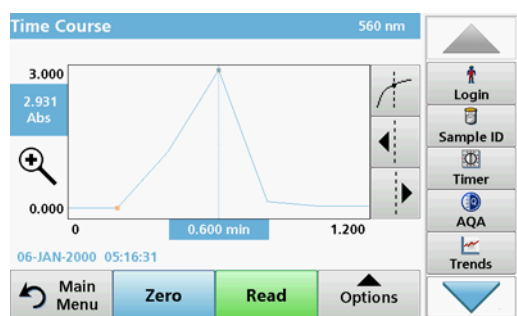 Time Course 560 nm
3.000
2.931
Abs
0.000
0 0.600 min 1.200
06-JAN-2000 05:16:31
Main
Menu
Zero
Read
Options
Login
Sample ID
Timer
AQA
Trends